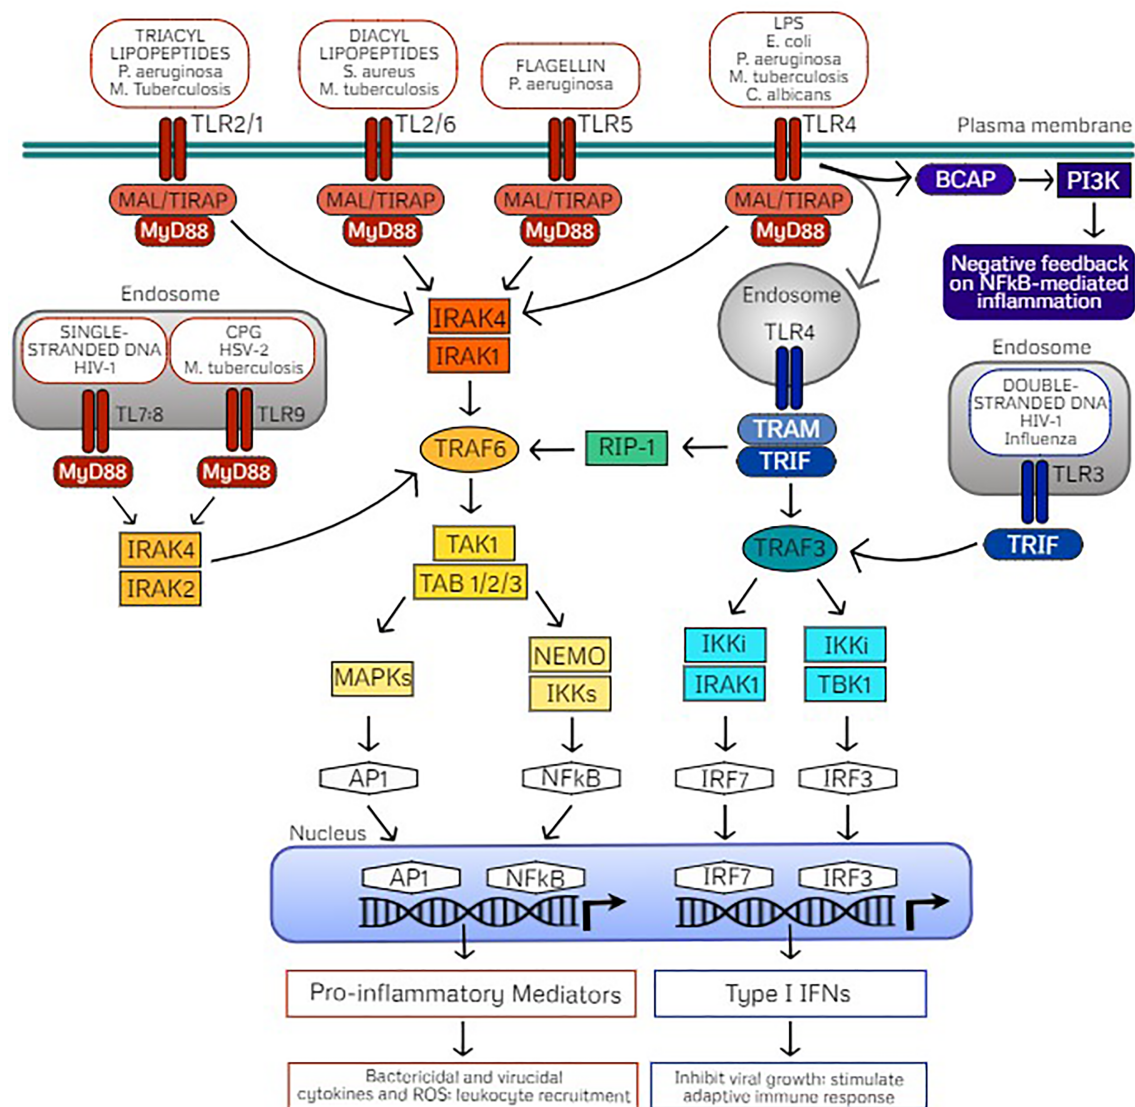 TRIACYL
LIPOPEPTIDES
P. aeruginosa
M. Tuberculosis
DIACYL
LIPOPEPTIDES
S. aureus
M. tuberculosis
FLAGELLIN
P. aeruginosa
LPS
E. coli
P. aeruginosa
M. tuberculosis
C. albicans
TLR2/1
TL2/6
TLR5
TLR4
Plasma membrane
MAL/TIRAP
MyD88
MAL/TIRAP
MyD88
MAL/TIRAP
MyD88
MAL/TIRAP
MyD88
BCAP
PI3K
Negative feedback
on NFkB-mediated
inflammation
Endosome
SINGLE-
STRANDED DNA
HIV-1
CPG
HSV-2
M. tuberculosis
TL7:8
TLR9
MyD88
MyD88
IRAK4
IRAK2
IRAK4
IRAK1
TRAF6
RIP-1
Endosome
TLR4
TRAM
TRIF
Endosome
DOUBLE-
STRANDED DNA
HIV-1
Influenza
TLR3
TRIF
TRAF3
TAK1
TAB 1/2/3
MAPKs
NEMO
IKKs
IKKi
IRAK1
IKKi
TBK1
AP1
NFkB
IRF7
IRF3
Nucleus
AP1
NFkB
IRF7
IRF3
Pro-inflammatory Mediators
Type I IFNs
Bactericidal and virucidal
cytokines and ROS: leukocyte recruitment
Inhibit viral growth: stimulate
adaptive immune response